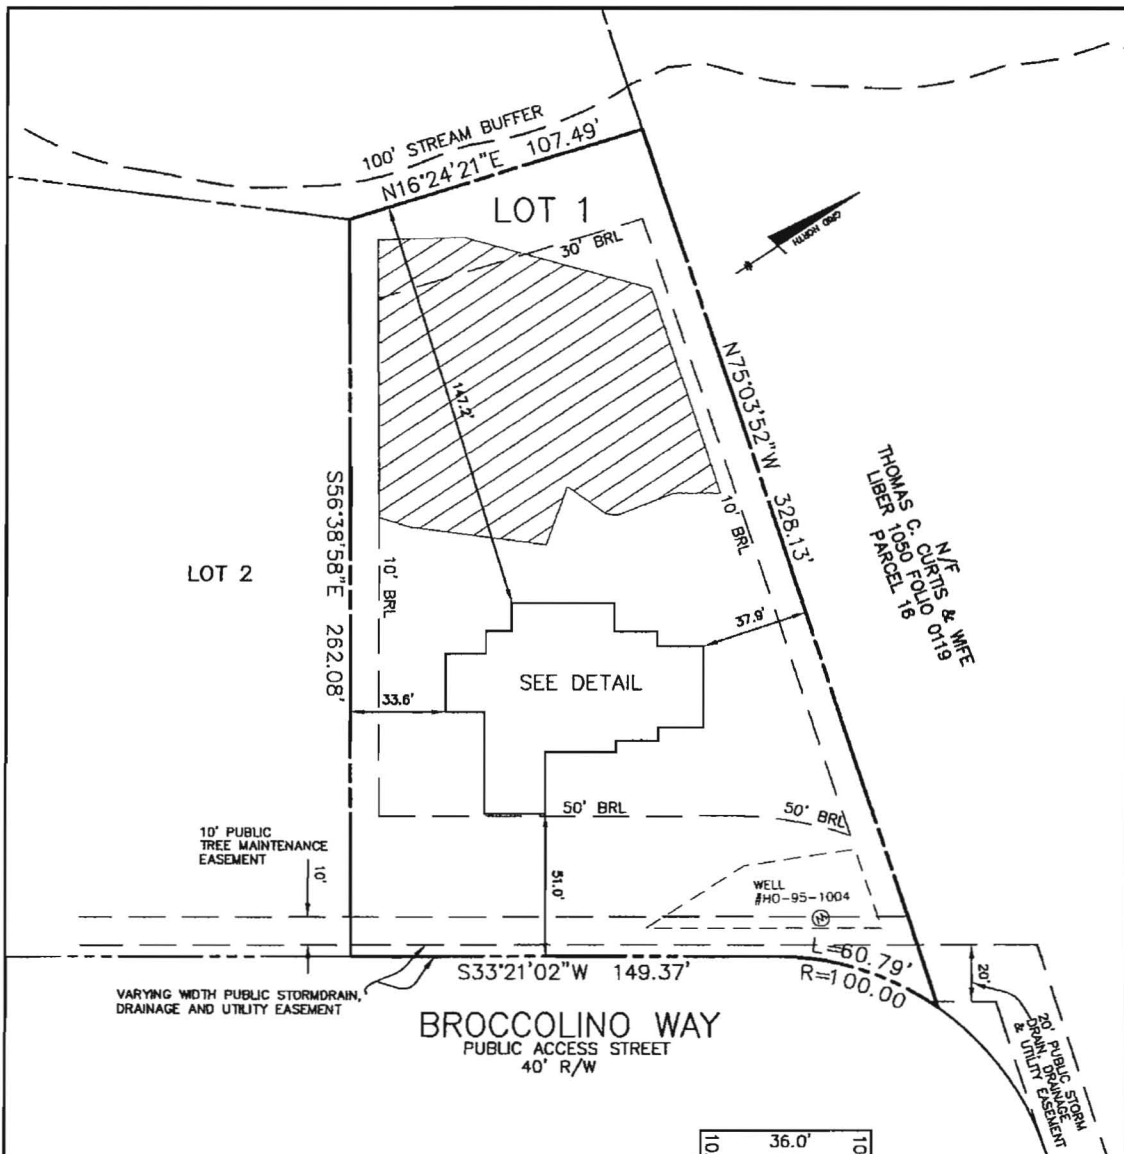 100' STREAM BUFFER
N16°24'21"E 107.49'
LOT 1
30' BRL
GRID NORTH
147.2'
N75°03'52"W 328.13'
10' BRL
N/F
THOMAS C. CURTIS & WIFE
LIBER 1050 FOLIO 0119
PARCEL 16
S56°38'58"E 262.08'
LOT 2
10' BRL
37.9'
SEE DETAIL
33.6'
50' BRL
50' BRL
10' PUBLIC
TREE MAINTENANCE
EASEMENT
10'
51.0'
WELL
#HO-95-1004
L=60.79'
R=100.00
S33°21'02"W 149.37'
VARYING WIDTH PUBLIC STORMDRAIN,
DRAINAGE AND UTILITY EASEMENT
BROCCOLINO WAY
PUBLIC ACCESS STREET
40' R/W
20'
20' PUBLIC STORM
DRAIN, DRAINAGE
& UTILITY EASEMENT
10.
36.0'
10